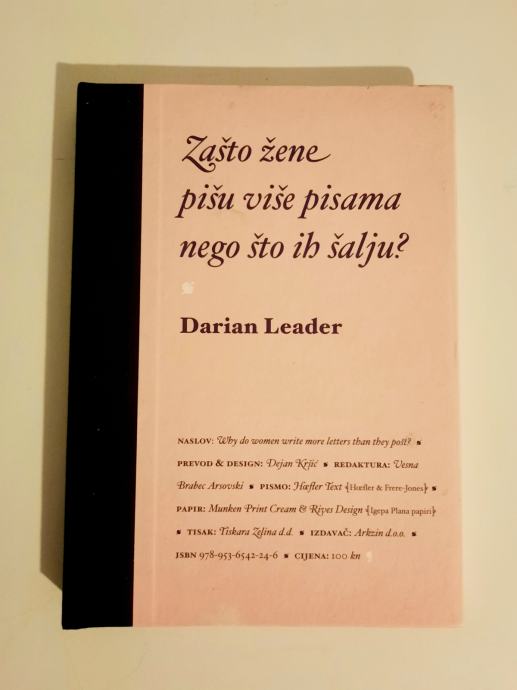 Zašto žene
pišu više pisama
nego što ih šalju?
Darian Leader
NASLOV: Why do women write more letters than they post?
PREVOD & DESIGN: Dejan Kršić REDAKTURA: Vesna
Brabec Arsovski PISMO: Hœfler Text {Hœfler & Frere-Jones}
PAPIR: Munken Print Cream & Rives Design {Igepa Plana papiri}
TISAK: Tiskara Zelina d.d. IZDAVAČ: Arkzin d.o.o.
ISBN 978-953-6542-24-6 CIJENA: 100 kn